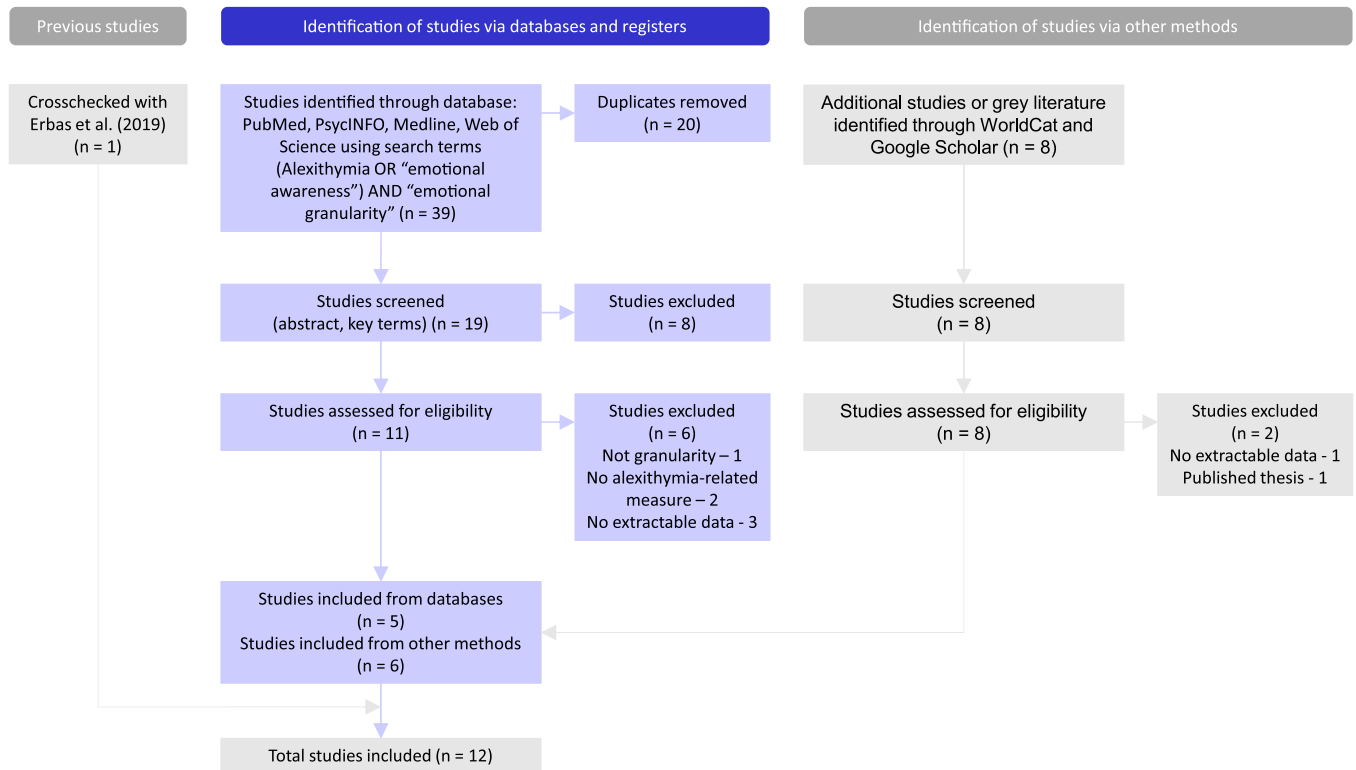 Previous studies
Identification of studies via databases and registers
Identification of studies via other methods
Crosschecked with
Erbas et al. (2019)
(n = 1)
Studies identified through database:
PubMed, PsycINFO, Medline, Web of
Science using search terms
(Alexithymia OR “emotional
awareness”) AND “emotional
granularity” (n = 39)
Duplicates removed
(n = 20)
Additional studies or grey literature
identified through WorldCat and
Google Scholar (n = 8)
Studies screened
(abstract, key terms) (n = 19)
Studies excluded
(n = 8)
Studies screened
(n = 8)
Studies assessed for eligibility
(n = 11)
Studies excluded
(n = 6)
Not granularity – 1
No alexithymia-related
measure – 2
No extractable data - 3
Studies assessed for eligibility
(n = 8)
Studies excluded
(n = 2)
No extractable data - 1
Published thesis - 1
Studies included from databases
(n = 5)
Studies included from other methods
(n = 6)
Total studies included (n = 12)